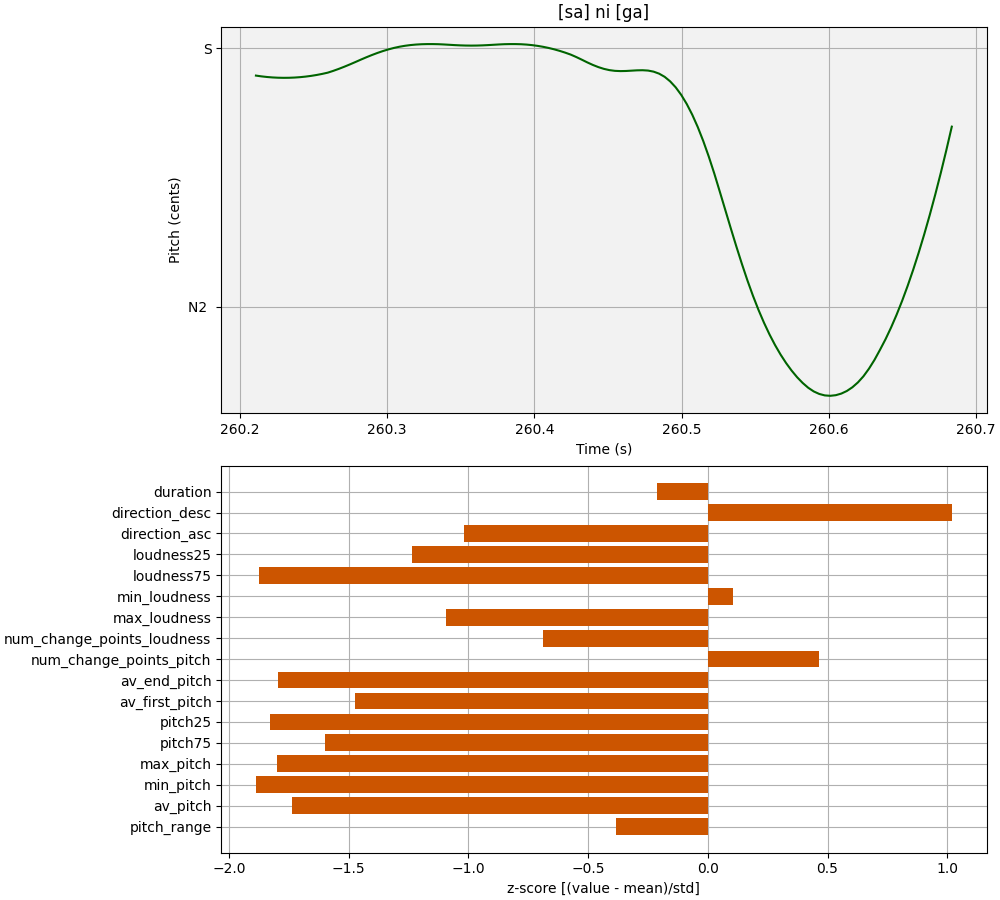 [sa] ni [ga]
S
N2
Pitch (cents)
260.2 260.3 260.4 260.5 260.6 260.7
Time (s)
duration
direction_desc
direction_asc
loudness25
loudness75
min_loudness
max_loudness
num_change_points_loudness
num_change_points_pitch
av_end_pitch
av_first_pitch
pitch25
pitch75
max_pitch
min_pitch
av_pitch
pitch_range
−2.0 −1.5 −1.0 −0.5 0.0 0.5 1.0
z-score [(value - mean)/std]